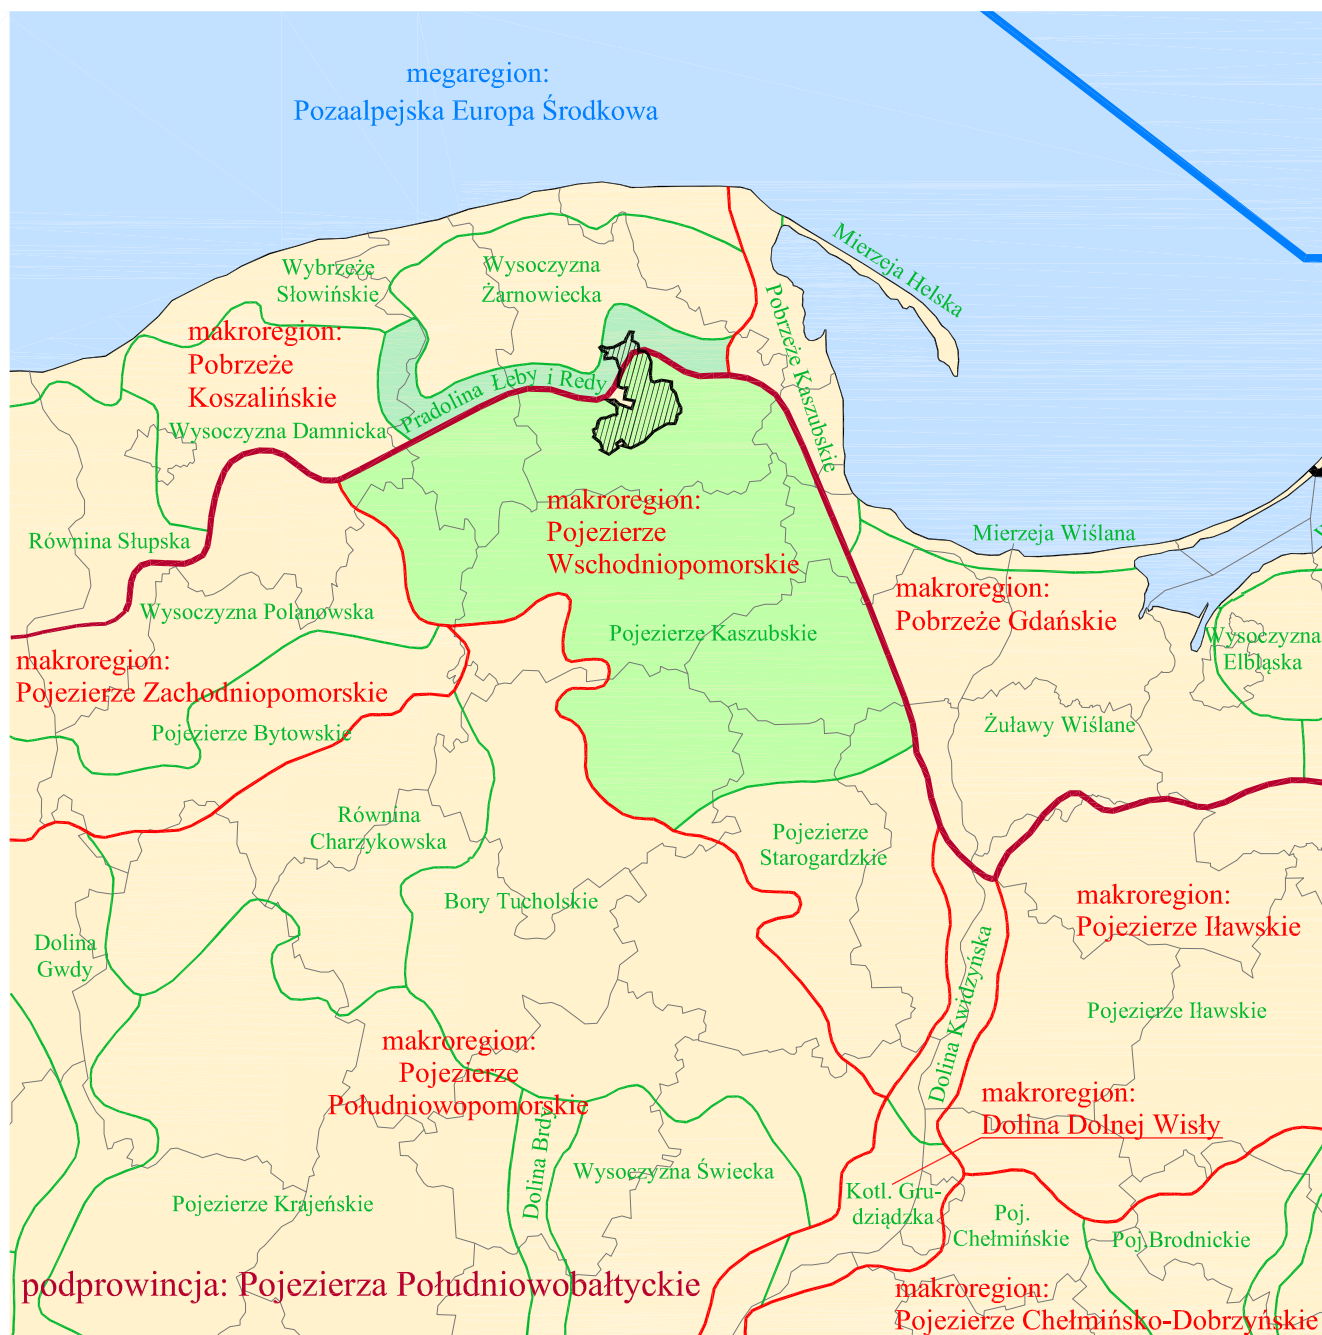 megaregion:
Pozaalpejska Europa Środkowa
Mierzeja Helska
Wybrzeże
Słowińskie
Wysoczyzna
Żarnowiecka
Pobrzeże Kaszubskie
makroregion:
Pobrzeże
Koszalińskie
Pradolina Łeby i Redy
Wysoczyzna Damnicka
makroregion:
Pojezierze
Wschodniopomorskie
Równina Słupska
Mierzeja Wiślana
makroregion:
Pobrzeże Gdańskie
Wysoczyzna Polanowska
Pojezierze Kaszubskie
Wysoczyzna
Elbląska
makroregion:
Pojezierze Zachodniopomorskie
Pojezierze Bytowskie
Żuławy Wiślane
Równina
Charzykowska
Pojezierze
Starogardzkie
Bory Tucholskie
makroregion:
Pojezierze Iławskie
Dolina
Gwdy
Dolina Kwidzyńska
Pojezierze Iławskie
makroregion:
Pojezierze
Południowopomorskie
makroregion:
Dolina Dolnej Wisły
Dolina Brdy
Wysoczyzna Świecka
Pojezierze Krajeńskie
Kotl. Gru-
dziądzka
Poj.
Chełmińskie
Poj.Brodnickie
podprowincja: Pojezierza Południowobałtyckie
makroregion:
Pojezierze Chełmińsko-Dobrzyńskie